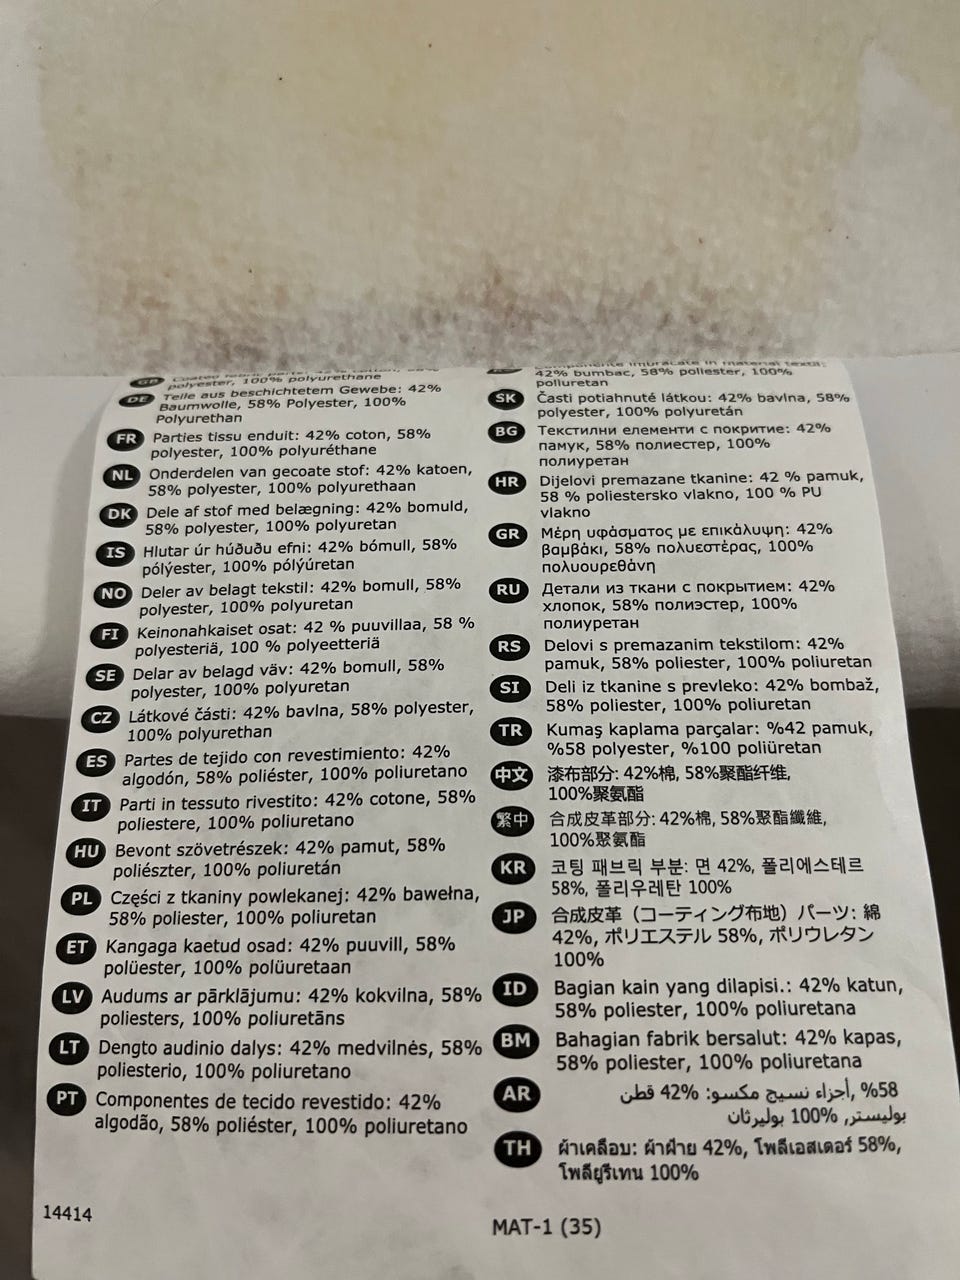 GB Coated fabric parts: 42% cotton, 58%
polyester, 100% polyurethane
DE Teile aus beschichtetem Gewebe: 42%
Baumwolle, 58% Polyester, 100%
Polyurethan
FR Parties tissu enduit: 42% coton, 58%
polyester, 100% polyuréthane
NL Onderdelen van gecoate stof: 42% katoen,
58% polyester, 100% polyurethaan
DK Dele af stof med belægning: 42% bomuld,
58% polyester, 100% polyuretan
IS Hlutar úr húðuðu efni: 42% bómull, 58%
pólýester, 100% pólýúretan
NO Deler av belagt tekstil: 42% bomull, 58%
polyester, 100% polyuretan
FI Keinonahkaiset osat: 42 % puuvillaa, 58 %
polyesteriä, 100 % polyeetteriä
SE Delar av belagd väv: 42% bomull, 58%
polyester, 100% polyuretan
CZ Látkové části: 42% bavlna, 58% polyester,
100% polyurethan
ES Partes de tejido con revestimiento: 42%
algodón, 58% poliéster, 100% poliuretano
IT Parti in tessuto rivestito: 42% cotone, 58%
poliestere, 100% poliuretano
HU Bevont szövetrészek: 42% pamut, 58%
poliészter, 100% poliuretán
PL Części z tkaniny powlekanej: 42% bawełna,
58% poliester, 100% poliuretan
ET Kangaga kaetud osad: 42% puuvill, 58%
polüester, 100% polüuretaan
LV Audums ar pārklājumu: 42% kokvilna, 58%
poliesters, 100% poliuretāns
LT Dengto audinio dalys: 42% medvilnės, 58%
poliesterio, 100% poliuretano
PT Componentes de tecido revestido: 42%
algodão, 58% poliéster, 100% poliuretano
14414
Componente îmbrăcate în material textil:
42% bumbac, 58% poliester, 100%
poliuretan
SK Časti potiahnuté látkou: 42% bavlna, 58%
polyester, 100% polyuretán
BG Текстилни елементи с покритие: 42%
памук, 58% полиестер, 100%
полиуретан
HR Dijelovi premazane tkanine: 42 % pamuk,
58 % poliestersko vlakno, 100 % PU
vlakno
GR Μέρη υφάσματος με επικάλυψη: 42%
βαμβάκι, 58% πολυεστέρας, 100%
πολυουρεθάνη
RU Детали из ткани с покрытием: 42%
хлопок, 58% полиэстер, 100%
полиуретан
RS Delovi s premazanim tekstilom: 42%
pamuk, 58% poliester, 100% poliuretan
SI Deli iz tkanine s prevleko: 42% bombaž,
58% poliester, 100% poliuretan
TR Kumaş kaplama parçalar: %42 pamuk,
%58 polyester, %100 poliüretan
中文 漆布部分: 42%棉, 58%聚酯纤维,
100%聚氨酯
繁中 合成皮革部分: 42%棉, 58%聚酯纖維,
100%聚氨酯
KR 코팅 패브릭 부분: 면 42%, 폴리에스테르
58%, 폴리우레탄 100%
JP 合成皮革（コーティング布地）パーツ: 綿
42%, ポリエステル 58%, ポリウレタン
100%
ID Bagian kain yang dilapisi.: 42% katun,
58% poliester, 100% poliuretana
BM Bahagian fabrik bersalut: 42% kapas,
58% poliester, 100% poliuretana
AR أجزاء نسيج مكسو: 42% قطن, 58%
بوليستر, 100% بوليرثان
TH ผ้าเคลือบ: ผ้าฝ้าย 42%, โพลีเอสเตอร์ 58%,
โพลียูรีเทน 100%
MAT-1 (35)